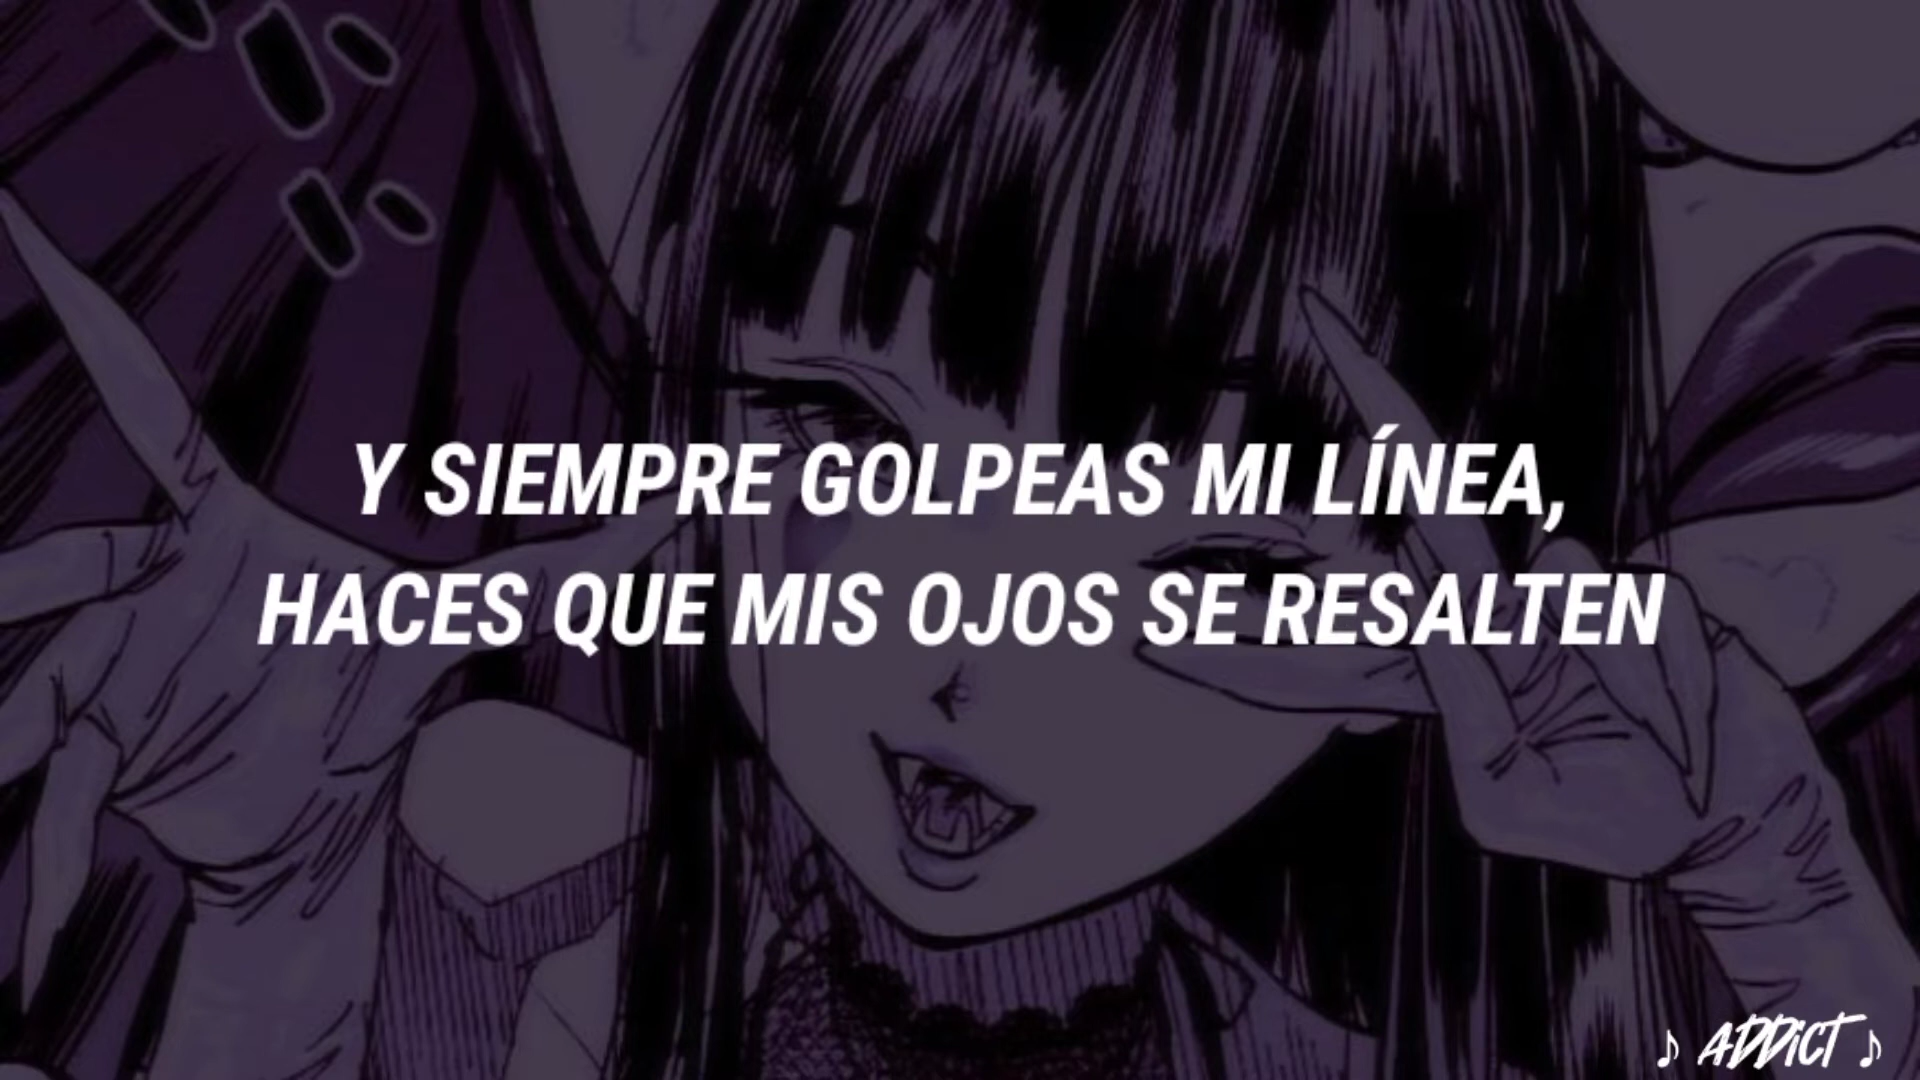 Y SIEMPRE GOLPEAS MI LÍNEA,
HACES QUE MIS OJOS SE RESALTEN
♪ ADDiCT ♪